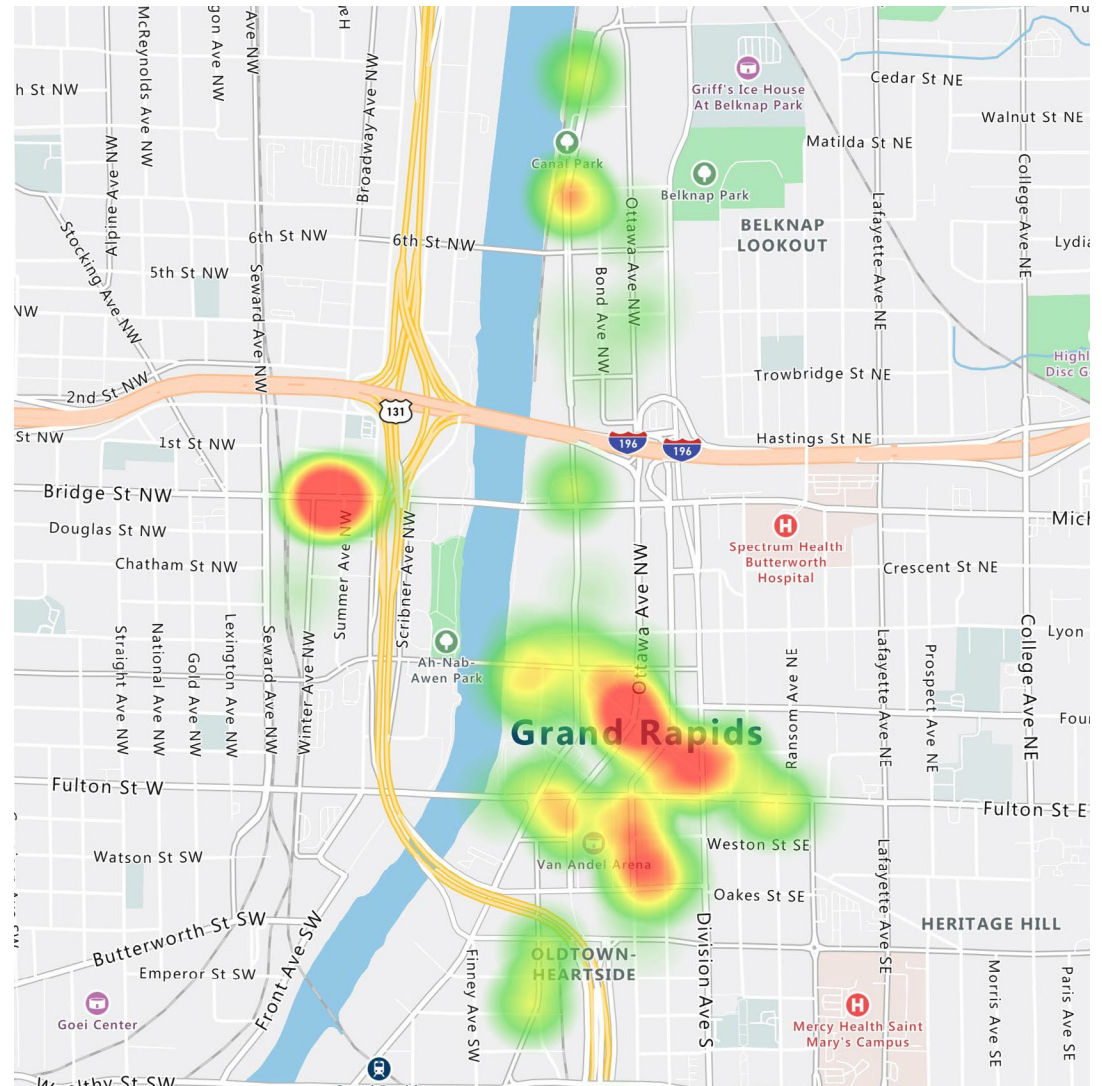 McReynolds Ave NW
gon Ave NW
Ave NW
Broadway Ave NW
Cedar St NE
Griff's Ice House
At Belknap Park
h St NW
Walnut St NE
Matilda St NE
Canal Park
Belknap Park
Alpine Ave NW
College Ave NE
Lafayette Ave NE
Ottawa Ave NW
BELKNAP
LOOKOUT
Stocking Ave NW
6th St NW
6th St NW
Lydia
5th St NW
Seward Ave NW
Bond Ave NW
NW
Highl
Disc G
Trowbridge St NE
2nd St NW
131
St NW
1st St NW
196
196
Hastings St NE
Bridge St NW
Mich
Douglas St NW
Summer Ave NW
Scribner Ave NW
Spectrum Health
Butterworth
Hospital
Chatham St NW
Crescent St NE
Ottawa Ave NW
Straight Ave NW
National Ave NW
Gold Ave NW
Lexington Ave NW
Seward Ave NW
Winter Ave NW
Ah-Nab-
Awen Park
Ransom Ave NE
Lafayette Ave NE
Prospect Ave NE
College Ave NE
Lyon
Foun
Grand Rapids
Fulton St W
Fulton St E
Watson St SW
Van Andel Arena
Weston St SE
Lafayette Ave SE
Oakes St SE
Butterworth St SW
Front Ave SW
Division Ave S
HERITAGE HILL
OLDTOWN-
HEARTSIDE
Emperor St SW
Finney Ave SW
Morris Ave SE
Paris Ave SE
Goei Center
Mercy Health Saint
Mary's Campus